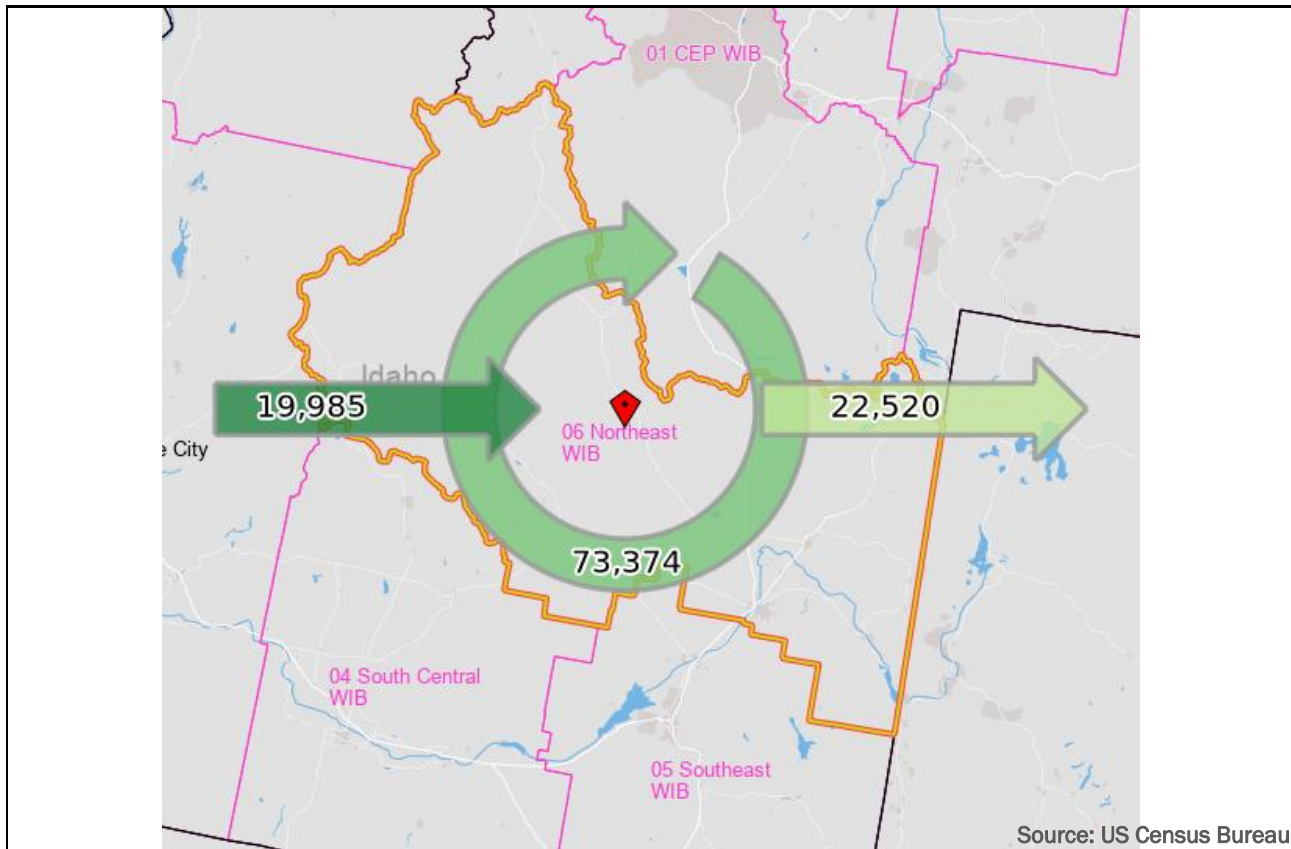 01 CEP WIB
Idaho
19,985
22,520
06 Northeast
WIB
e City
73,374
04 South Central
WIB
05 Southeast
WIB
Source: US Census Bureau